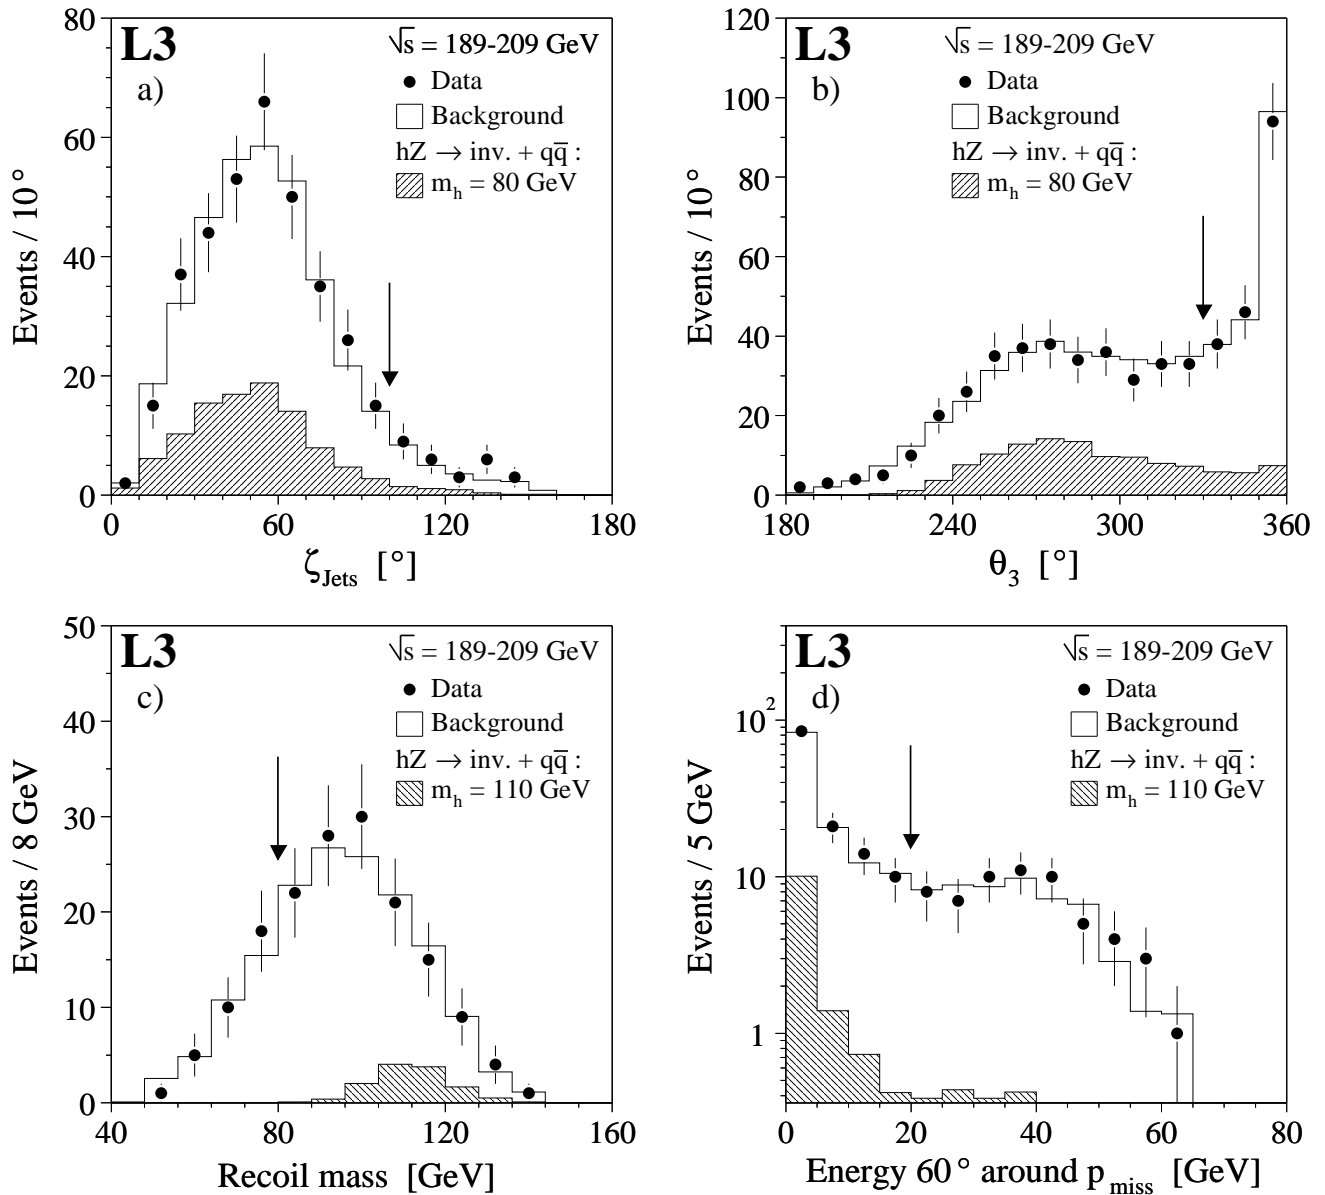 L3
a)
√s = 189-209 GeV
Data
Background
hZ → inv. + qq̅ :
m_h = 80 GeV
Events / 10°
80
60
40
20
0
0 60 120 180
ζ_Jets [°]
L3
b)
√s = 189-209 GeV
Data
Background
hZ → inv. + qq̅ :
m_h = 80 GeV
Events / 10°
120
100
80
60
40
20
0
180 240 300 360
θ_3 [°]
L3
c)
√s = 189-209 GeV
Data
Background
hZ → inv. + qq̅ :
m_h = 110 GeV
Events / 8 GeV
50
40
30
20
10
0
40 80 120 160
Recoil mass [GeV]
L3
d)
√s = 189-209 GeV
Data
Background
hZ → inv. + qq̅ :
m_h = 110 GeV
Events / 5 GeV
10²
10
1
0 20 40 60 80
Energy 60° around p_miss [GeV]